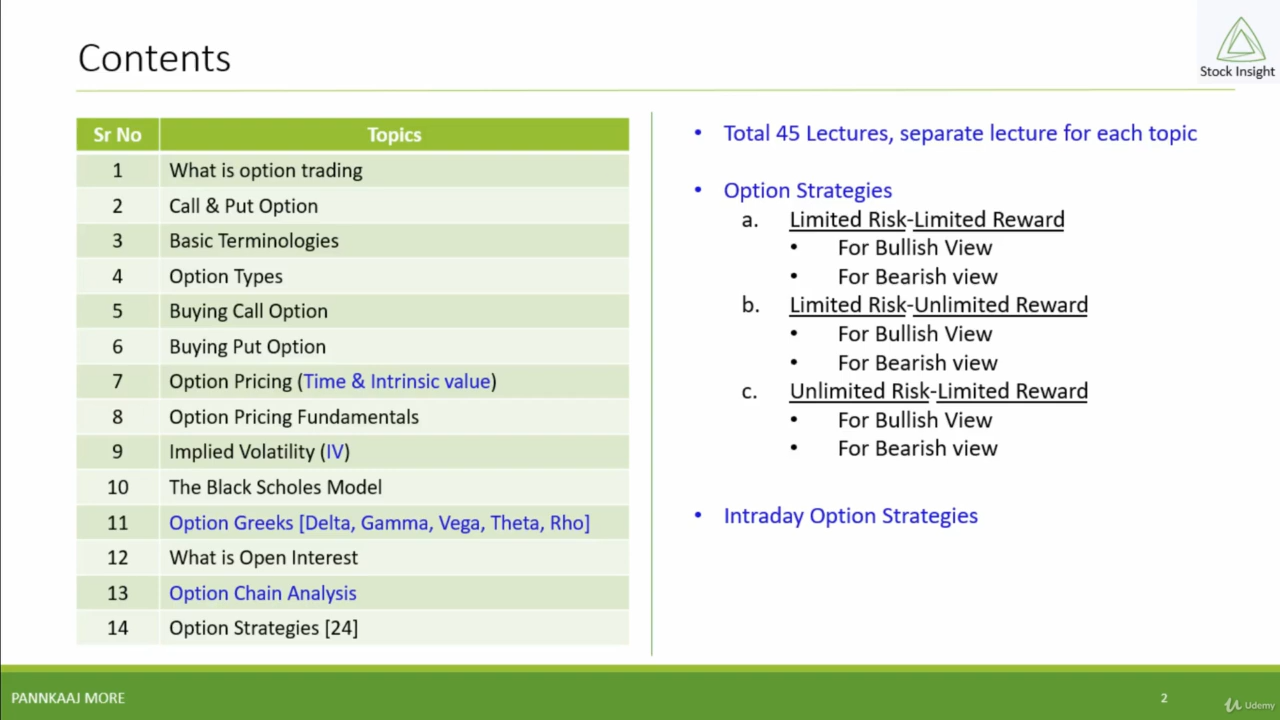 Contents
Stock Insight
Sr No Topics
1 What is option trading
2 Call & Put Option
3 Basic Terminologies
4 Option Types
5 Buying Call Option
6 Buying Put Option
7 Option Pricing (Time & Intrinsic value)
8 Option Pricing Fundamentals
9 Implied Volatility (IV)
10 The Black Scholes Model
11 Option Greeks [Delta, Gamma, Vega, Theta, Rho]
12 What is Open Interest
13 Option Chain Analysis
14 Option Strategies [24]
• Total 45 Lectures, separate lecture for each topic
• Option Strategies
a. Limited Risk-Limited Reward
• For Bullish View
• For Bearish view
b. Limited Risk-Unlimited Reward
• For Bullish View
• For Bearish view
c. Unlimited Risk-Limited Reward
• For Bullish View
• For Bearish view
• Intraday Option Strategies
PANNKAAJ MORE
2
Udemy